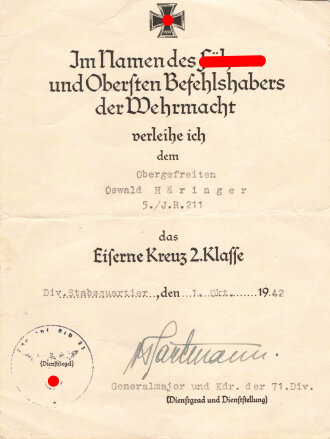 Im Namen des
und Obersten Befehlshabers
der Wehrmacht
verleihe ich
dem
Obergefreiten
Oswald Häringer
5./J.R.211
das
Eiserne Kreuz 2.Klasse
Div.Stabsquartier, den 1. Okt. 1942
(Dienstsiegel)
Hartmann.
Generalmajor und Kdr. der 71.Div.
(Dienstgrad und Dienststellung)